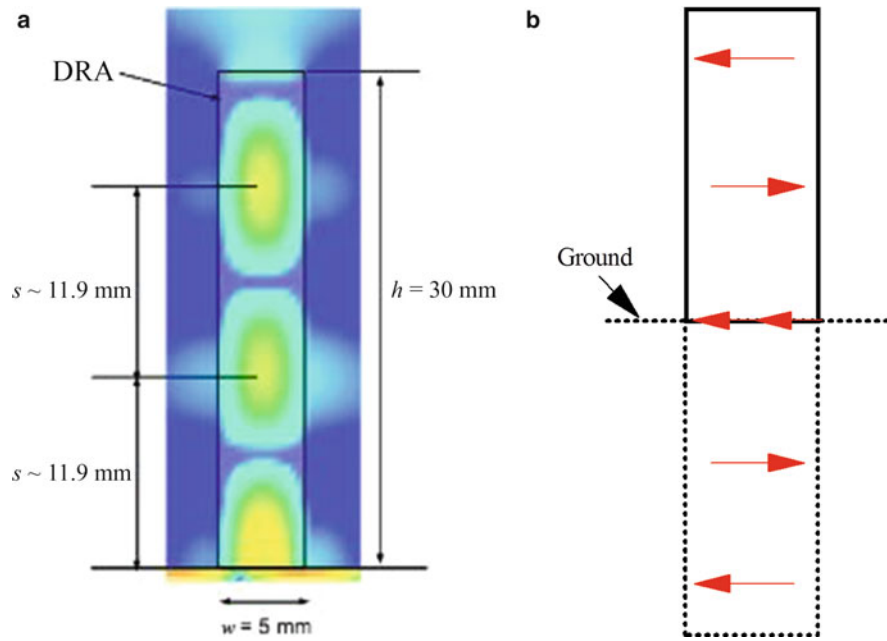 a
DRA
s ~ 11.9 mm
h = 30 mm
s ~ 11.9 mm
w = 5 mm
b
Ground